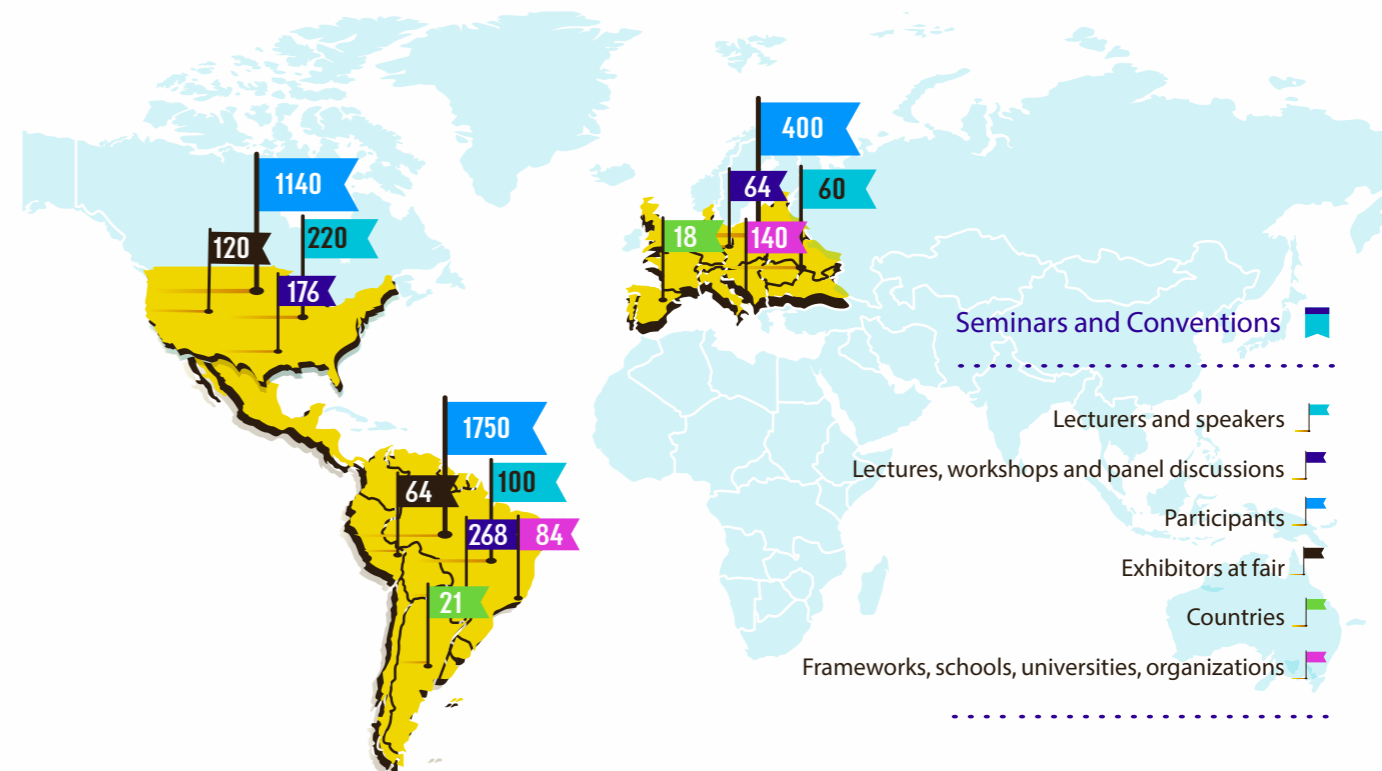 400
1140
64
60
220
18
140
120
176
Seminars and Conventions
1750
Lecturers and speakers
100
64
Lectures, workshops and panel discussions
268
84
Participants
Exhibitors at fair
21
Countries
Frameworks, schools, universities, organizations